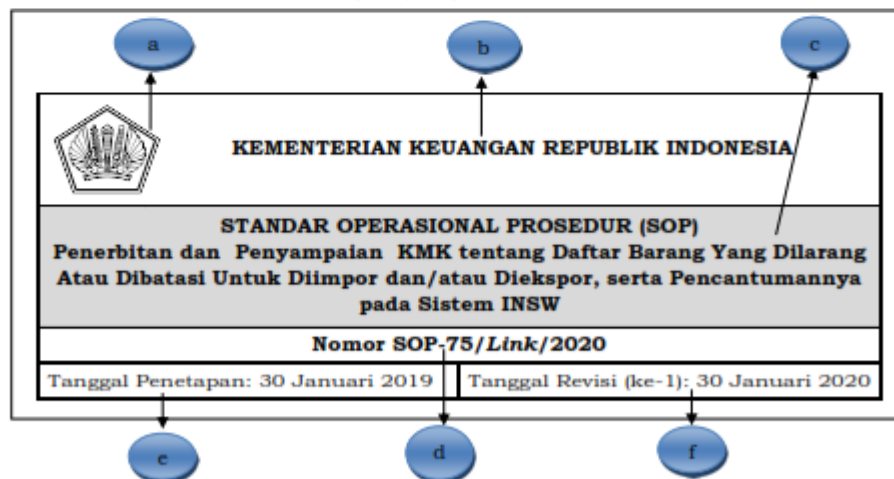 a
b
c
KEMENTERIAN KEUANGAN REPUBLIK INDONESIA
STANDAR OPERASIONAL PROSEDUR (SOP)
Penerbitan dan Penyampaian KMK tentang Daftar Barang Yang Dilarang
Atau Dibatasi Untuk Diimpor dan/atau Diekspor, serta Pencantumannya
pada Sistem INSW
Nomor SOP-75/Link/2020
Tanggal Penetapan: 30 Januari 2019
Tanggal Revisi (ke-1): 30 Januari 2020
e
d
f